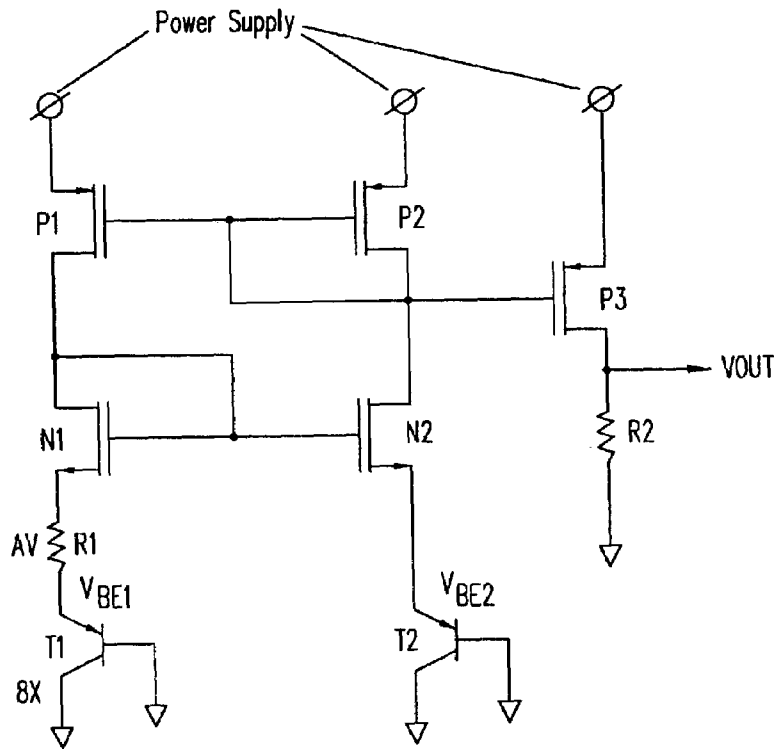 Power Supply
P1
P2
P3
VOUT
N1
N2
R2
AV
R1
VBE1
VBE2
T1
T2
8X